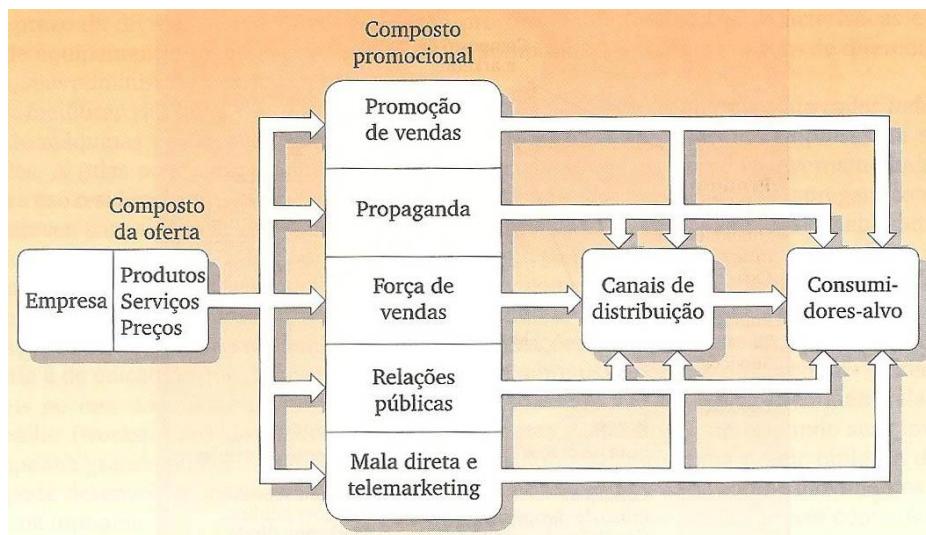 Composto
promocional
Promoção
de vendas
Propaganda
Composto
da oferta
Empresa
Produtos
Serviços
Preços
Força de
vendas
Canais de
distribuição
Consumi-
dores-alvo
Relações
públicas
Mala direta e
telemarketing